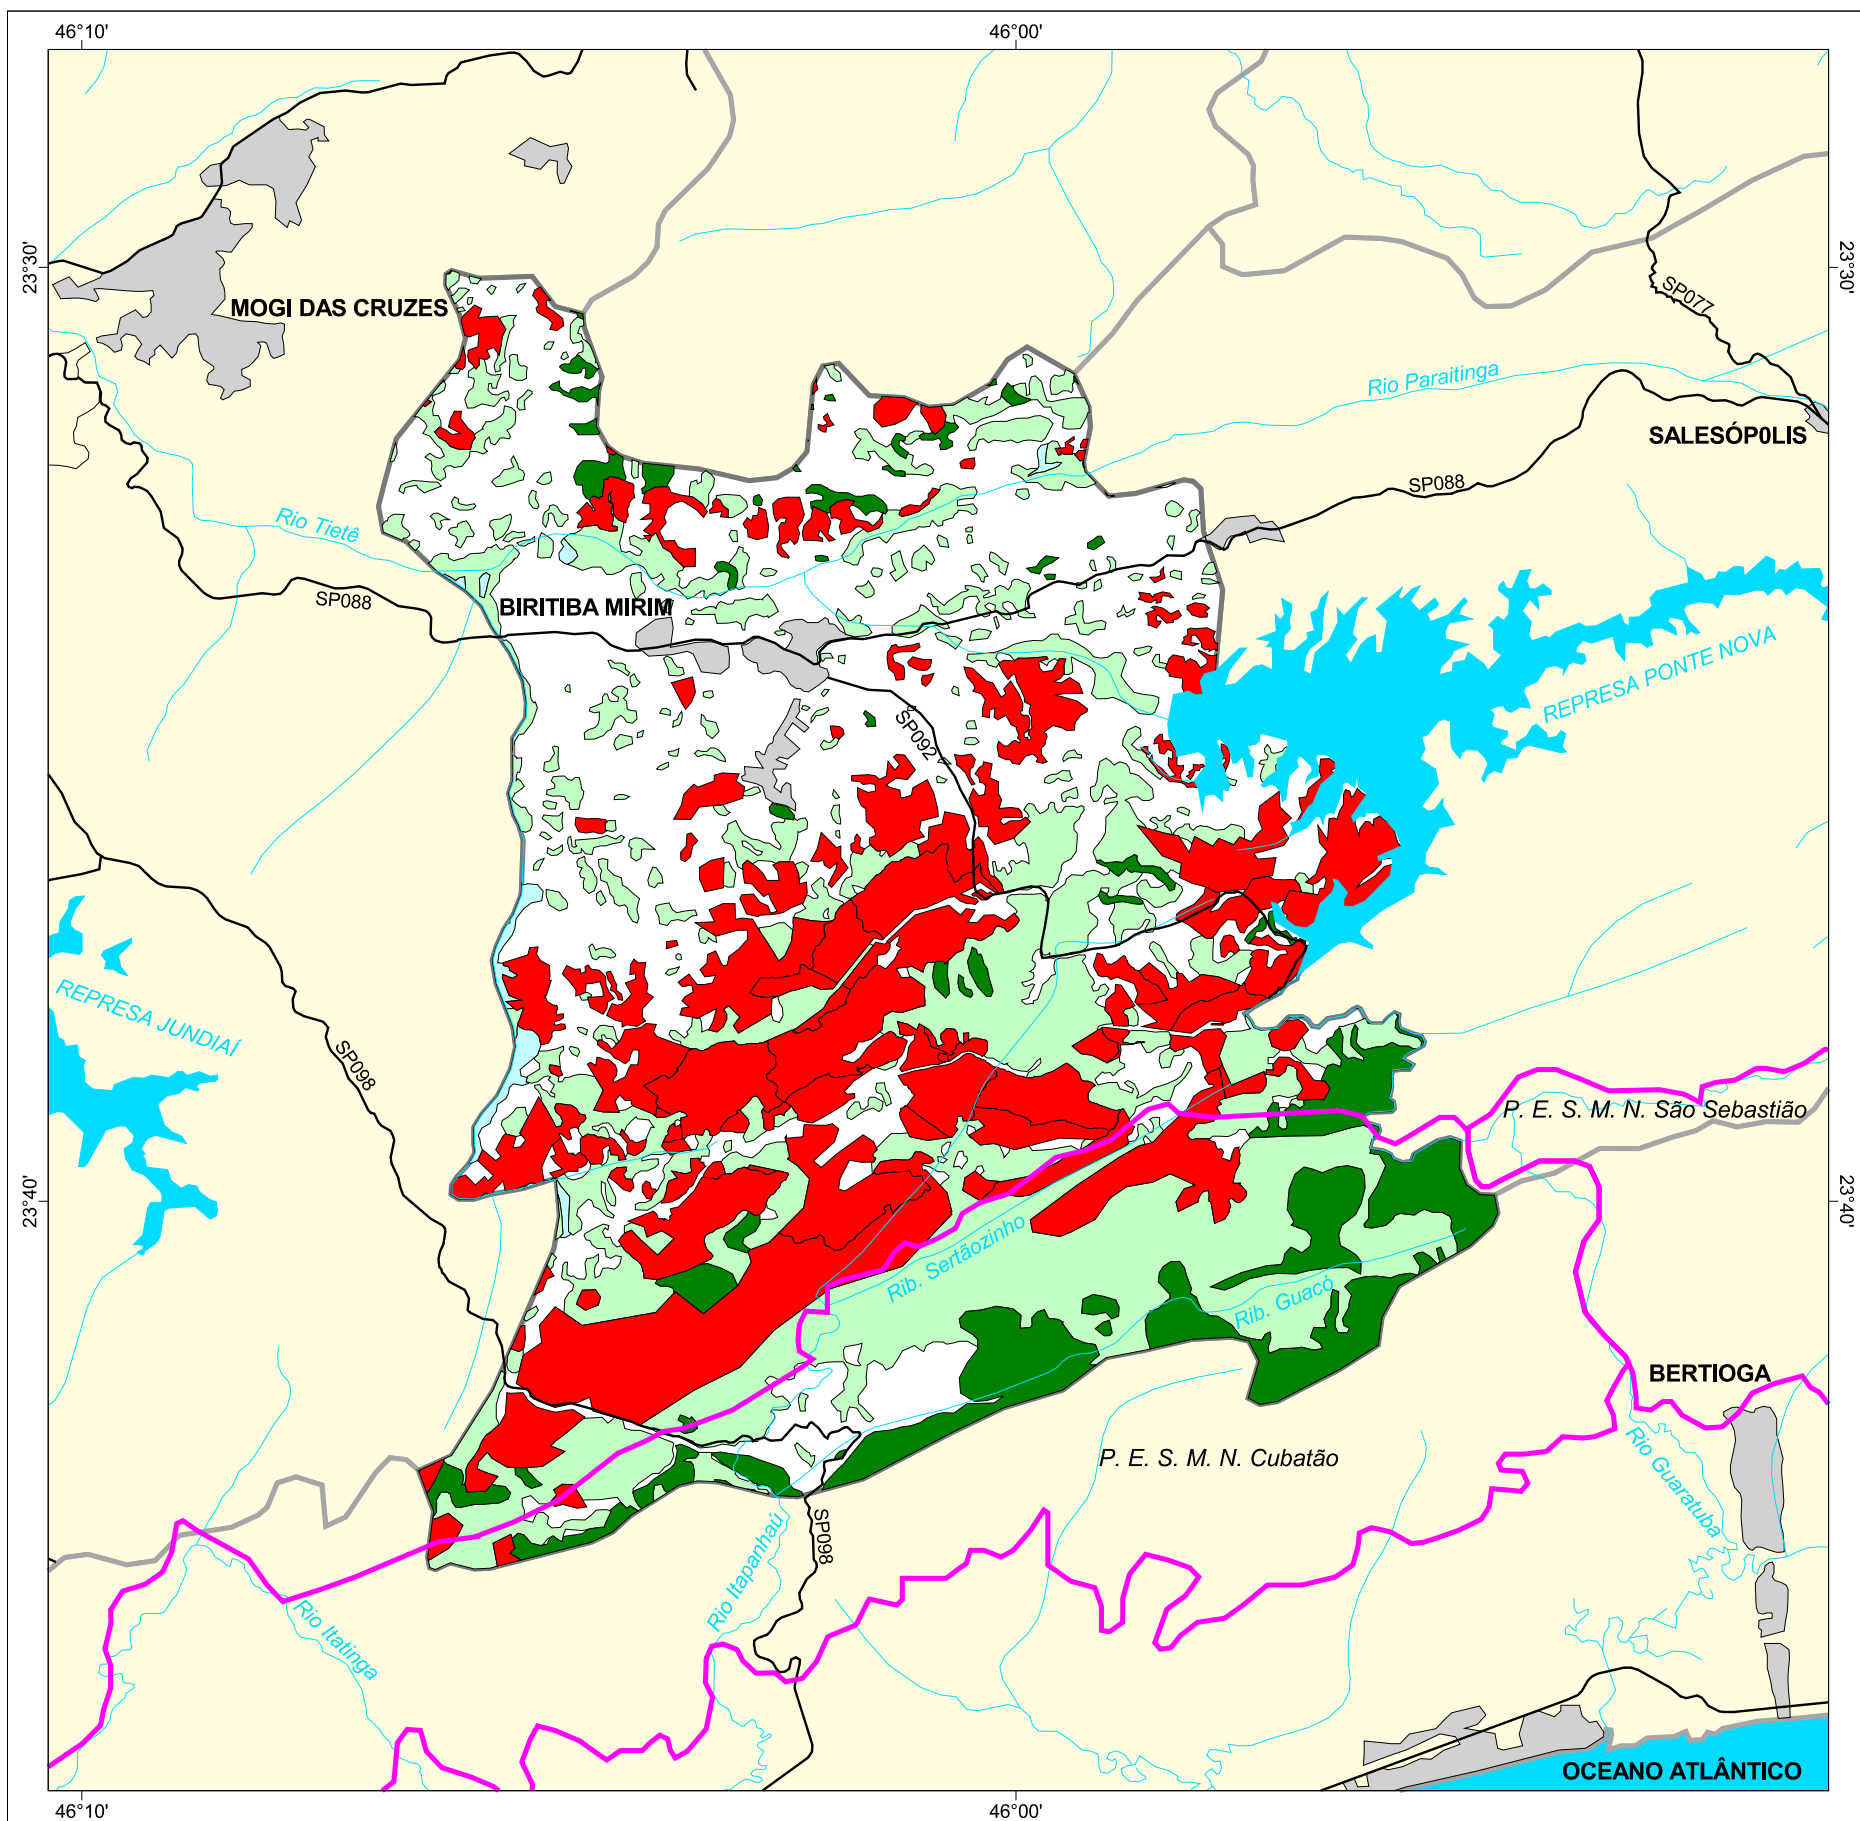 46°10'
46°00'
23°30'
23°30'
MOGI DAS CRUZES
SP077
Rio Paraitinga
SALESÓP0LIS
SP088
Rio Tietê
SP088
BIRITIBA MIRIM
REPRESA PONTE NOVA
SP092
REPRESA JUNDIAÍ
SP098
P. E. S. M. N. São Sebastião
23°40'
23°40'
Rib. Sertãozinho
Rib. Guacó
BERTIOGA
P. E. S. M. N. Cubatão
Rio Guaratuba
Rio Itapanhaú
SP098
Rio Itatinga
OCEANO ATLÂNTICO
46°10'
46°00'